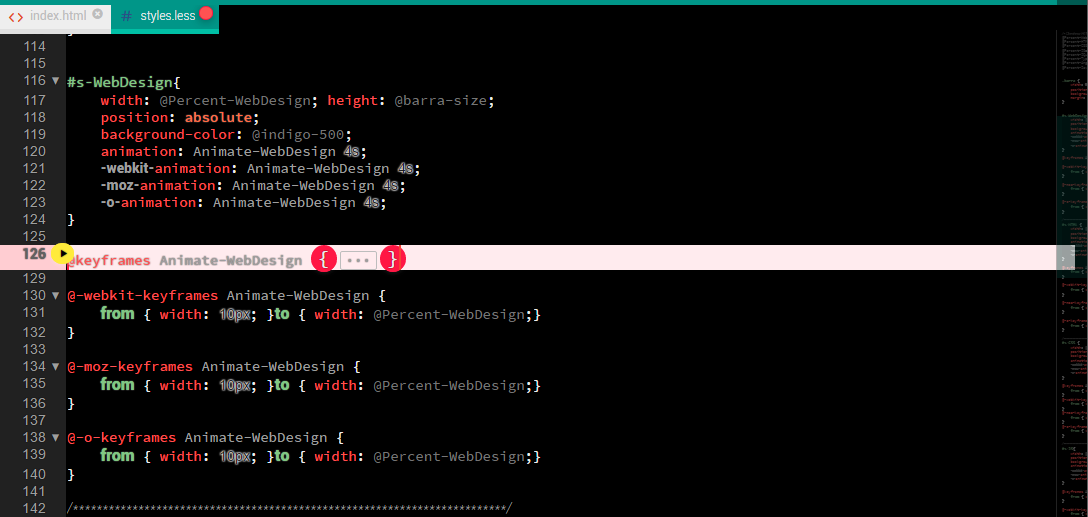 index.html
# styles.less
114
115
116 #s-WebDesign{
117 width: @Percent-WebDesign; height: @barra-size;
118 position: absolute;
119 background-color: @indigo-500;
120 animation: Animate-WebDesign 4s;
121 -webkit-animation: Animate-WebDesign 4s;
122 -moz-animation: Animate-WebDesign 4s;
123 -o-animation: Animate-WebDesign 4s;
124 }
125
126 @keyframes Animate-WebDesign { ... }
129
130 @-webkit-keyframes Animate-WebDesign {
131 from { width: 10px; }to { width: @Percent-WebDesign;}
132 }
133
134 @-moz-keyframes Animate-WebDesign {
135 from { width: 10px; }to { width: @Percent-WebDesign;}
136 }
137
138 @-o-keyframes Animate-WebDesign {
139 from { width: 10px; }to { width: @Percent-WebDesign;}
140 }
141
142 /*************************************************************************/